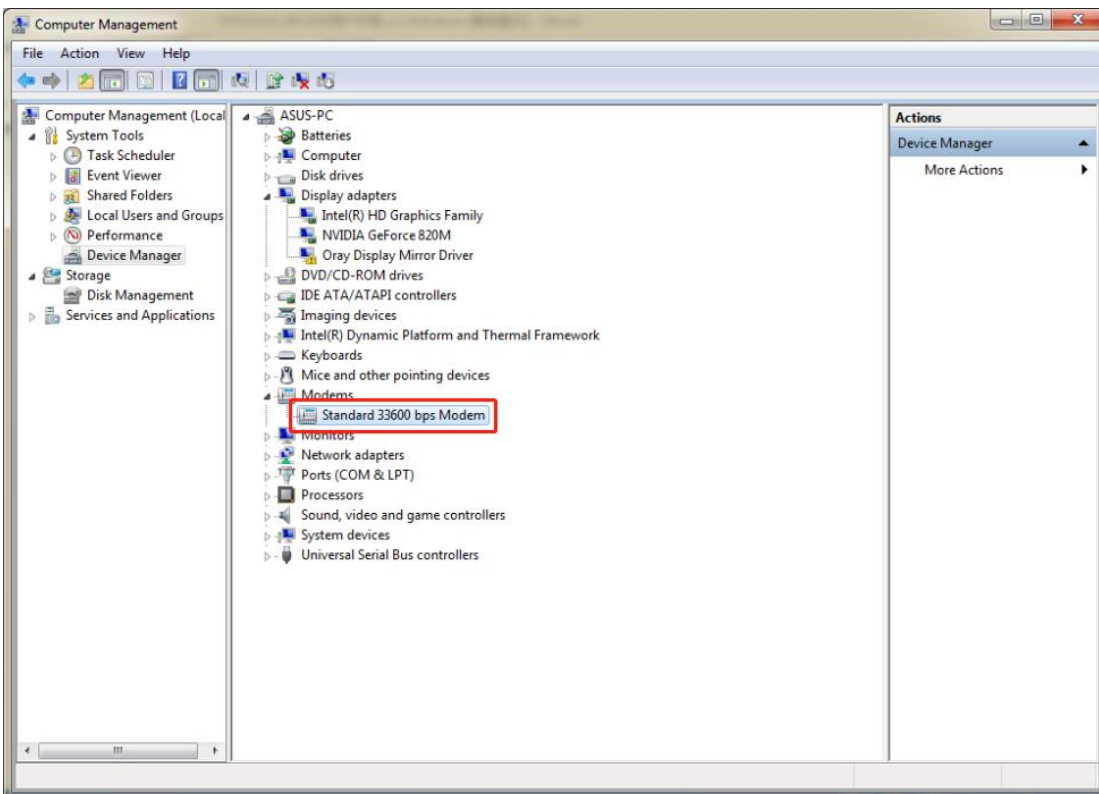 Computer Management
File Action View Help
Computer Management (Local
System Tools
Task Scheduler
Event Viewer
Shared Folders
Local Users and Groups
Performance
Device Manager
Storage
Disk Management
Services and Applications
ASUS-PC
Batteries
Computer
Disk drives
Display adapters
Intel(R) HD Graphics Family
NVIDIA GeForce 820M
Oray Display Mirror Driver
DVD/CD-ROM drives
IDE ATA/ATAPI controllers
Imaging devices
Intel(R) Dynamic Platform and Thermal Framework
Keyboards
Mice and other pointing devices
Modems
Standard 33600 bps Modem
Monitors
Network adapters
Ports (COM & LPT)
Processors
Sound, video and game controllers
System devices
Universal Serial Bus controllers
Actions
Device Manager
More Actions